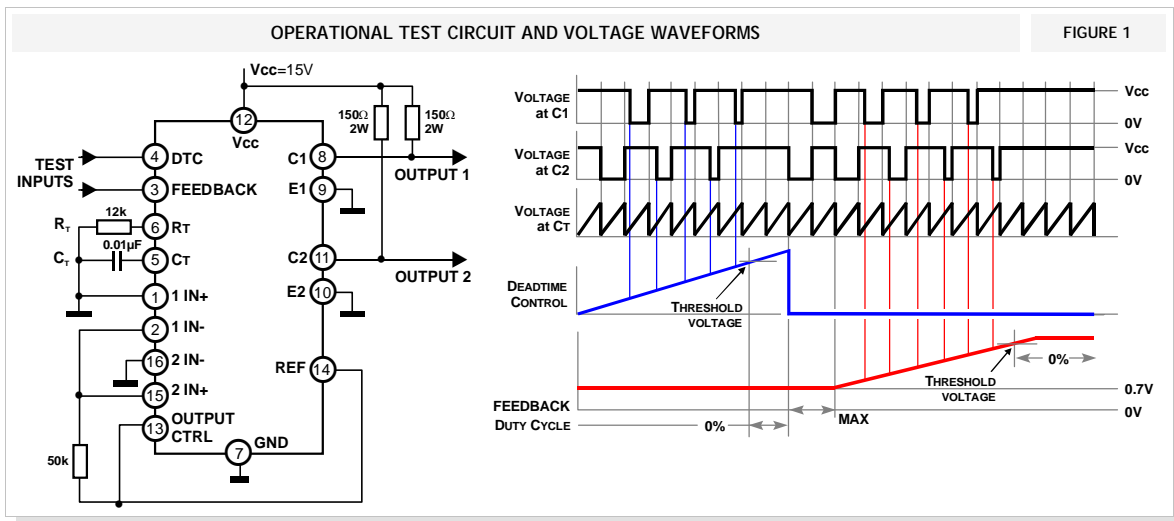 OPERATIONAL TEST CIRCUIT AND VOLTAGE WAVEFORMS
FIGURE 1
Vcc=15V
150Ω
2W
150Ω
2W
12
Vcc
TEST
INPUTS
4
DTC
C1
8
OUTPUT 1
3
FEEDBACK
E1
9
RT
12k
6
RT
CT
0.01µF
5
CT
C2
11
OUTPUT 2
1
1 IN+
E2
10
2
1 IN-
16
2 IN-
REF
14
15
2 IN+
13
OUTPUT
CTRL
7
GND
50k
VOLTAGE
at C1
Vcc
0V
VOLTAGE
at C2
Vcc
0V
VOLTAGE
at CT
DEADTIME
CONTROL
THRESHOLD
VOLTAGE
0%
THRESHOLD
VOLTAGE
0.7V
FEEDBACK
0V
DUTY CYCLE
0%
MAX